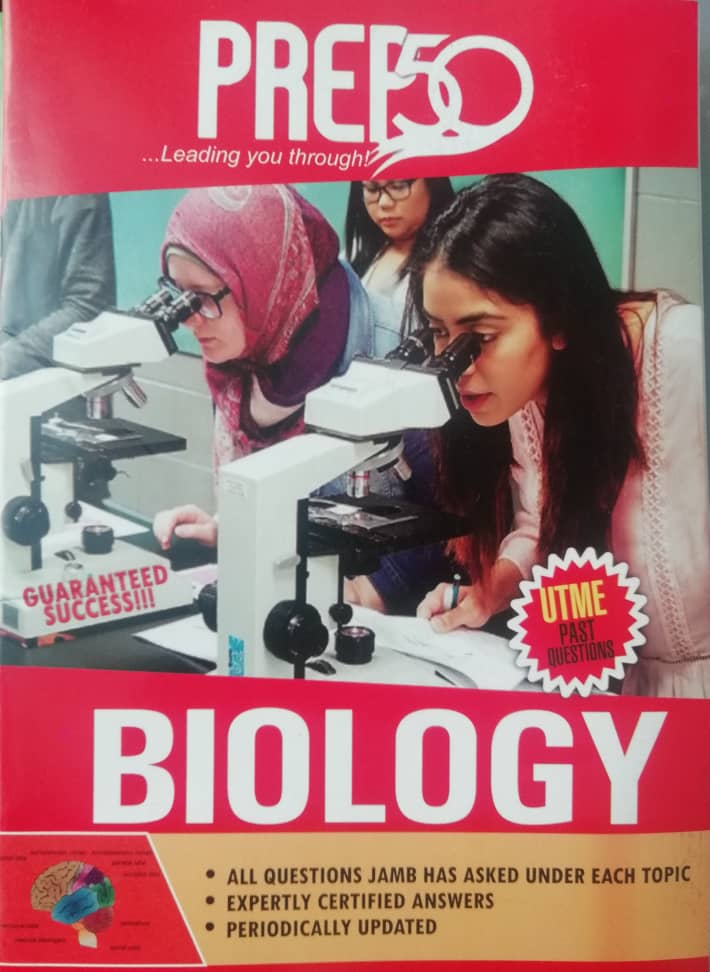 PREP50
...Leading you through!
GUARANTEED
SUCCESS!!!
UTME
PAST
QUESTIONS
BIOLOGY
• ALL QUESTIONS JAMB HAS ASKED UNDER EACH TOPIC
• EXPERTLY CERTIFIED ANSWERS
• PERIODICALLY UPDATED